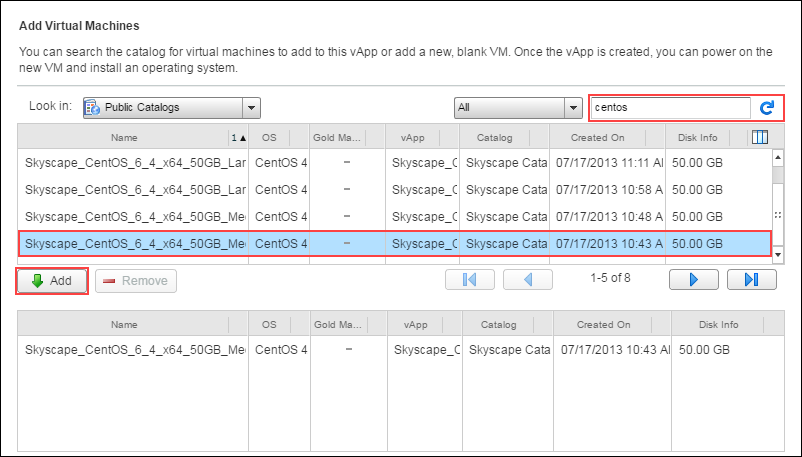 Add Virtual Machines
You can search the catalog for virtual machines to add to this vApp or add a new, blank VM. Once the vApp is created, you can power on the
new VM and install an operating system.
Look in: Public Catalogs All centos
Name 1 ▲ OS Gold Ma... vApp Catalog Created On Disk Info
Skyscape_CentOS_6_4_x64_50GB_Lar CentOS 4 – Skyscape_C Skyscape Cata 07/17/2013 11:11 AI 50.00 GB
Skyscape_CentOS_6_4_x64_50GB_Lar CentOS 4 – Skyscape_C Skyscape Cata 07/17/2013 10:58 A 50.00 GB
Skyscape_CentOS_6_4_x64_50GB_Me CentOS 4 – Skyscape_C Skyscape Cata 07/17/2013 10:48 A 50.00 GB
Skyscape_CentOS_6_4_x64_50GB_Me CentOS 4 – Skyscape_C Skyscape Cata 07/17/2013 10:43 A 50.00 GB
Add Remove 1-5 of 8
Name OS Gold Ma... vApp Catalog Created On Disk Info
Skyscape_CentOS_6_4_x64_50GB_Me CentOS 4 – Skyscape_C Skyscape Cata 07/17/2013 10:43 AI 50.00 GB